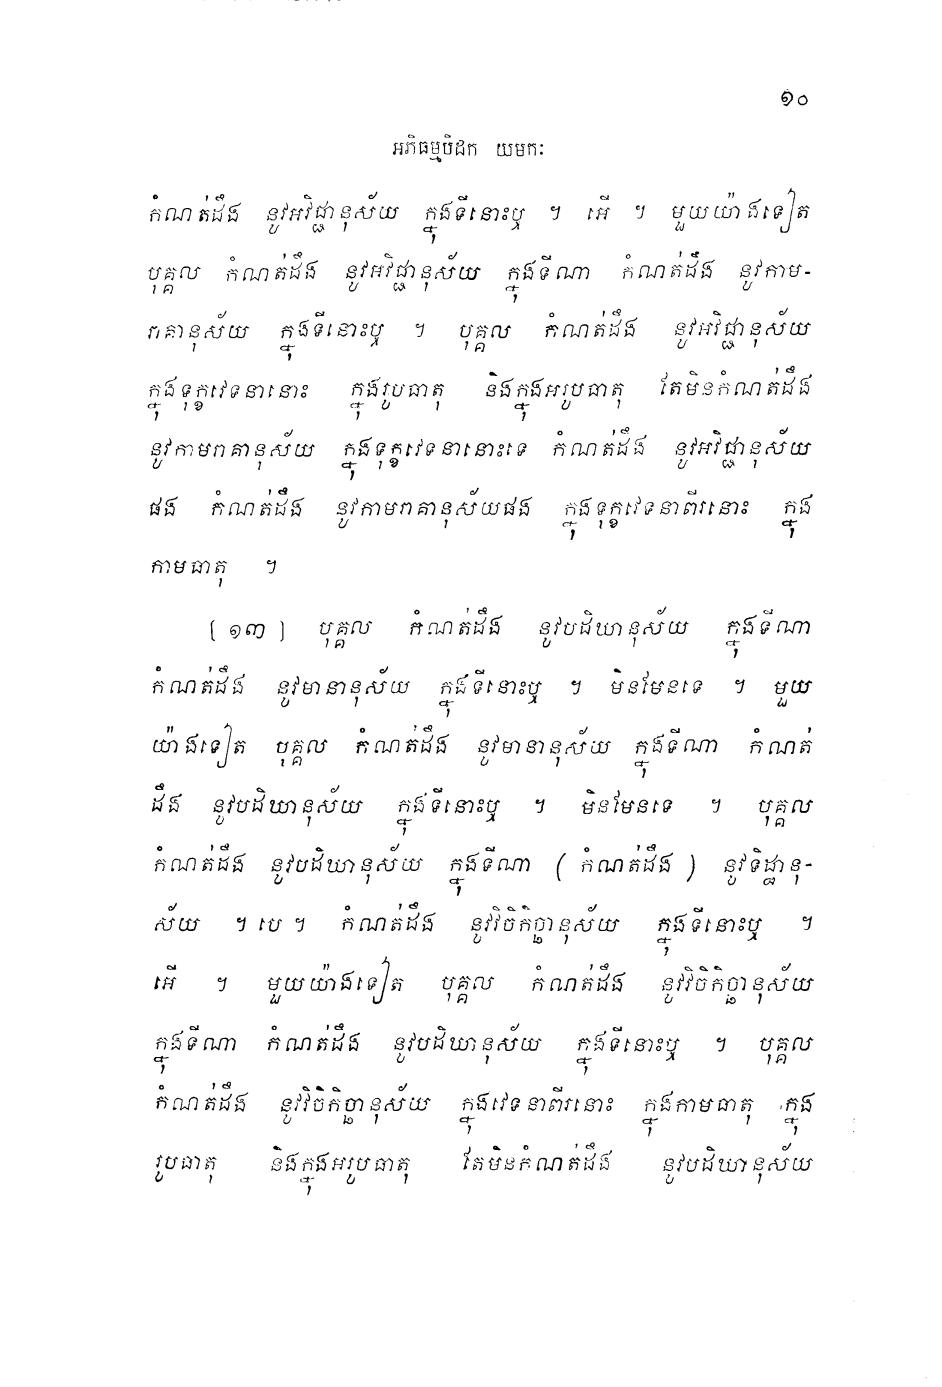 ១០
អភិធម្មបិដក យមកៈ
កំណត់ដឹង នូវអវិជ្ជានុស័យ ក្នុងទីនោះឬ ។ អើ ។ មួយយ៉ាងទៀត
បុគ្គល កំណត់ដឹង នូវអវិជ្ជានុស័យ ក្នុងទីណា កំណត់ដឹង នូវកាម-
រាគានុស័យ ក្នុងទីនោះឬ ។ បុគ្គល កំណត់ដឹង នូវអវិជ្ជានុស័យ
ក្នុងទុក្ខវេទនានោះ ក្នុងរូបធាតុ និងក្នុងអរូបធាតុ តែមិនកំណត់ដឹង
នូវកាមរាគានុស័យ ក្នុងទុក្ខវេទនានោះទេ កំណត់ដឹង នូវអវិជ្ជានុស័យ
ផង កំណត់ដឹង នូវកាមរាគានុស័យផង ក្នុងទុក្ខវេទនាពីរនោះ ក្នុង
កាមធាតុ ។
[ ១៣ ] បុគ្គល កំណត់ដឹង នូវបដិឃានុស័យ ក្នុងទីណា
កំណត់ដឹង នូវមានានុស័យ ក្នុងទីនោះឬ ។ មិនមែនទេ ។ មួយ
យ៉ាងទៀត បុគ្គល កំណត់ដឹង នូវមានានុស័យ ក្នុងទីណា កំណត់
ដឹង នូវបដិឃានុស័យ ក្នុងទីនោះឬ ។ មិនមែនទេ ។ បុគ្គល
កំណត់ដឹង នូវបដិឃានុស័យ ក្នុងទីណា ( កំណត់ដឹង ) នូវទិដ្ឋានុ-
ស័យ ។ បេ ។ កំណត់ដឹង នូវវិចិកិច្ឆានុស័យ ក្នុងទីនោះឬ ។
អើ ។ មួយយ៉ាងទៀត បុគ្គល កំណត់ដឹង នូវវិចិកិច្ឆានុស័យ
ក្នុងទីណា កំណត់ដឹង នូវបដិឃានុស័យ ក្នុងទីនោះឬ ។ បុគ្គល
កំណត់ដឹង នូវវិចិកិច្ឆានុស័យ ក្នុងវេទនាពីរនោះ ក្នុងកាមធាតុ ក្នុង
រូបធាតុ និងក្នុងអរូបធាតុ តែមិនកំណត់ដឹង នូវបដិឃានុស័យ